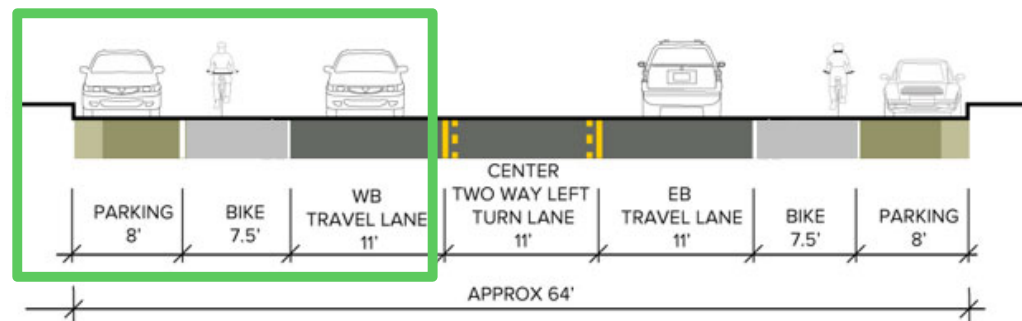 PARKING
8'
BIKE
7.5'
WB
TRAVEL LANE
11'
CENTER
TWO WAY LEFT
TURN LANE
11'
EB
TRAVEL LANE
11'
BIKE
7.5'
PARKING
8'
APPROX 64'